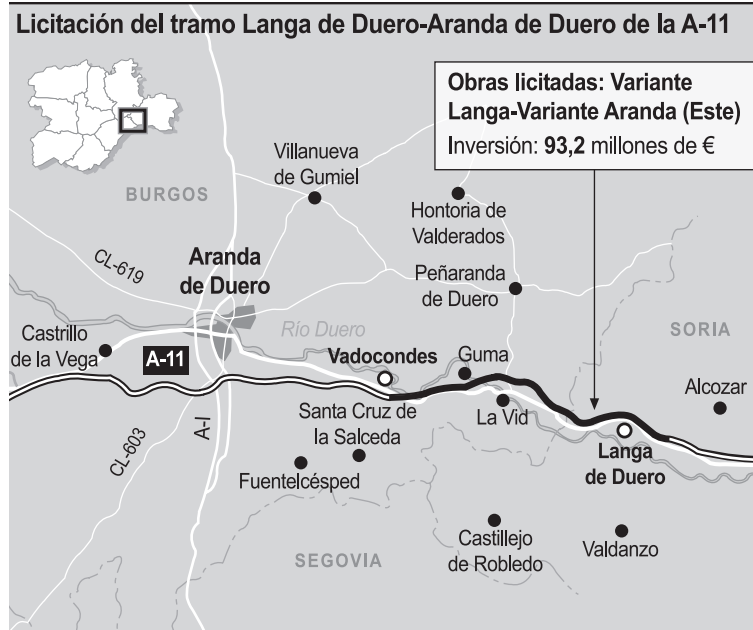 Licitación del tramo Langa de Duero-Aranda de Duero de la A-11
Obras licitadas: Variante
Langa-Variante Aranda (Este)
Inversión: 93,2 millones de €
Villanueva
de Gumiel
BURGOS
Hontoria de
Valderados
CL-619
Aranda
de Duero
Peñaranda
de Duero
Río Duero
SORIA
Castrillo
de la Vega
A-11
Vadocondes
Guma
Alcozar
A-I
Santa Cruz de
la Salceda
La Vid
CL-603
Fuentelcésped
Langa
de Duero
Castillejo
de Robledo
Valdanzo
SEGOVIA